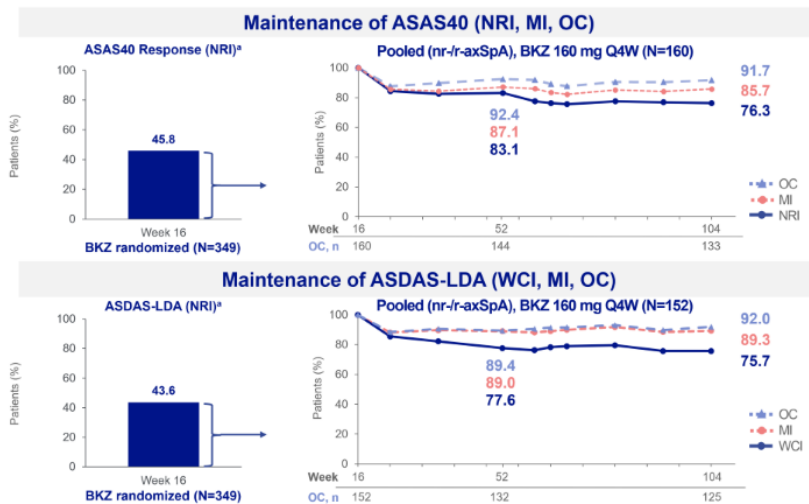 Maintenance of ASAS40 (NRI, MI, OC)
ASAS40 Response (NRI)ᵃ
Patients (%)
100
80
60
40
20
0
45.8
Week 16
BKZ randomized (N=349)
Pooled (nr-/r-axSpA), BKZ 160 mg Q4W (N=160)
Patients (%)
100
80
60
40
20
0
92.4
87.1
83.1
91.7
85.7
76.3
OC
MI
NRI
Week 16 52 104
OC, n 160 144 133
Maintenance of ASDAS-LDA (WCI, MI, OC)
ASDAS-LDA (NRI)ᵃ
Patients (%)
100
80
60
40
20
0
43.6
Week 16
BKZ randomized (N=349)
Pooled (nr-/r-axSpA), BKZ 160 mg Q4W (N=152)
Patients (%)
100
80
60
40
20
0
89.4
89.0
77.6
92.0
89.3
75.7
OC
MI
WCI
Week 16 52 104
OC, n 152 132 125